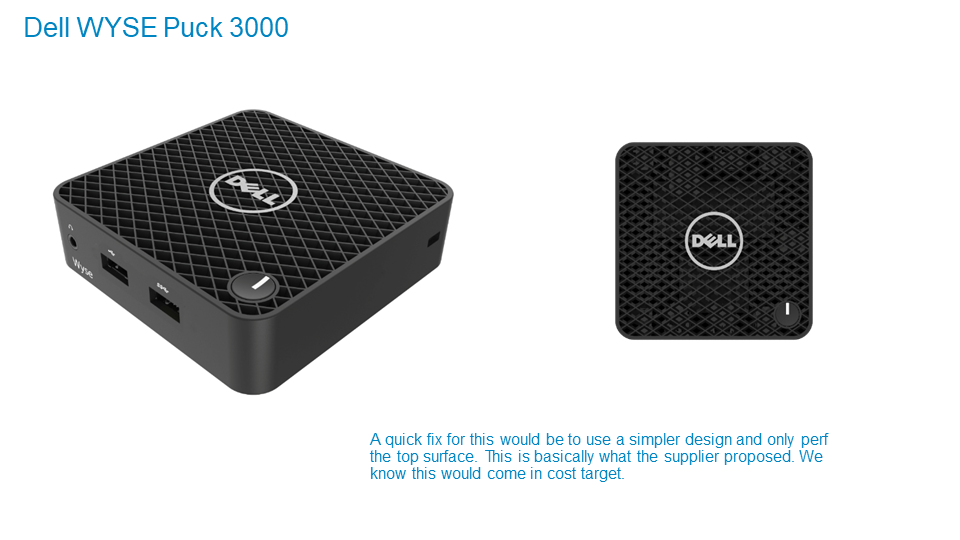 Dell WYSE Puck 3000
DELL
Wyse
DELL
A quick fix for this would be to use a simpler design and only perf
the top surface. This is basically what the supplier proposed. We
know this would come in cost target.